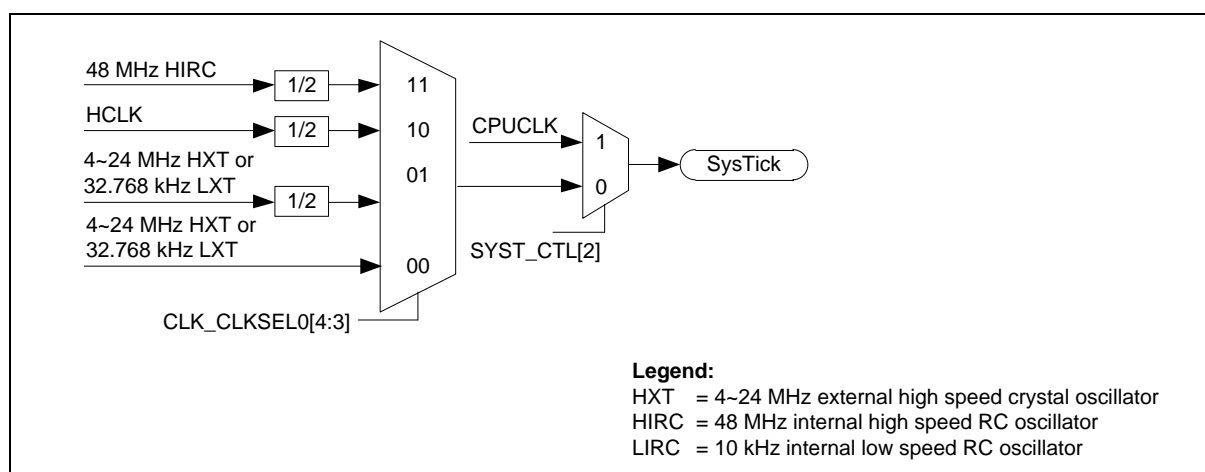 48 MHz HIRC
1/2
11
HCLK
1/2
10
CPUCLK
1
4~24 MHz HXT or
32.768 kHz LXT
1/2
01
0
SysTick
4~24 MHz HXT or
32.768 kHz LXT
00
SYST_CTL[2]
CLK_CLKSEL0[4:3]
Legend:
HXT = 4~24 MHz external high speed crystal oscillator
HIRC = 48 MHz internal high speed RC oscillator
LIRC = 10 kHz internal low speed RC oscillator